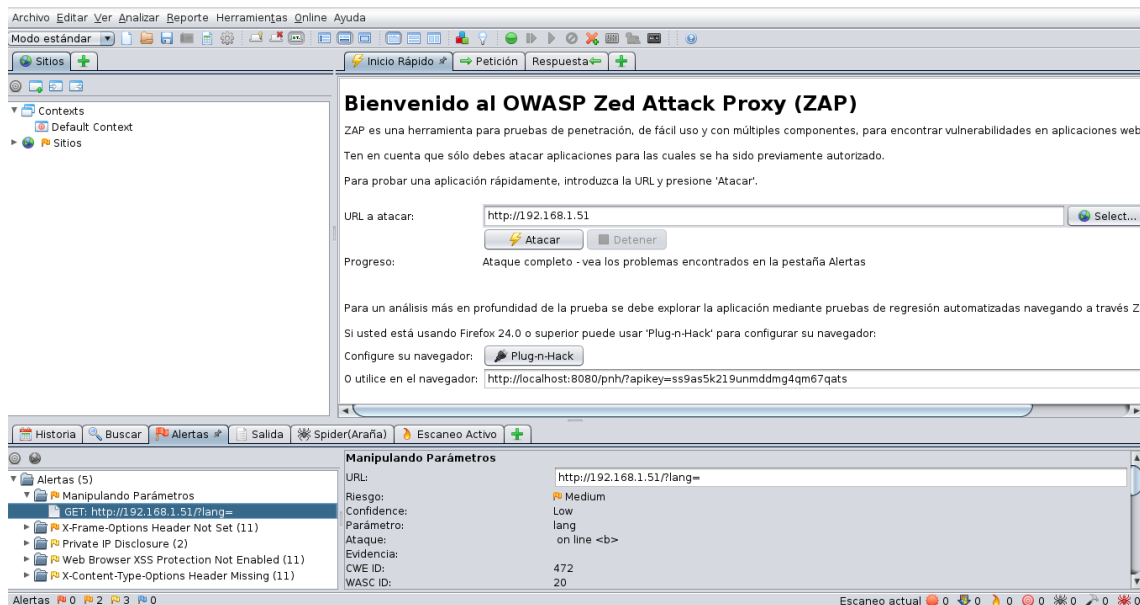 Archivo Editar Ver Analizar Reporte Herramientas Online Ayuda
Modo estándar
Sitios
Inicio Rápido
Petición
Respuesta
Contexts
Default Context
Sitios
Bienvenido al OWASP Zed Attack Proxy (ZAP)
ZAP es una herramienta para pruebas de penetración, de fácil uso y con múltiples componentes, para encontrar vulnerabilidades en aplicaciones web
Ten en cuenta que sólo debes atacar aplicaciones para las cuales se ha sido previamente autorizado.
Para probar una aplicación rápidamente, introduzca la URL y presione 'Atacar'.
URL a atacar: http://192.168.1.51 Select...
Atacar Detener
Progreso: Ataque completo - vea los problemas encontrados en la pestaña Alertas
Para un análisis más en profundidad de la prueba se debe explorar la aplicación mediante pruebas de regresión automatizadas navegando a través Z
Si usted está usando Firefox 24.0 o superior puede usar 'Plug-n-Hack' para configurar su navegador:
Configure su navegador: Plug-n-Hack
O utilice en el navegador: http://localhost:8080/pnh/?apikey=ss9as5k219unmddmg4qm67qats
Historia Buscar Alertas Salida Spider(Araña) Escaneo Activo
Alertas (5)
Manipulando Parámetros
GET: http://192.168.1.51/?lang=
X-Frame-Options Header Not Set (11)
Private IP Disclosure (2)
Web Browser XSS Protection Not Enabled (11)
X-Content-Type-Options Header Missing (11)
Manipulando Parámetros
URL: http://192.168.1.51/?lang=
Riesgo: Medium
Confidence: Low
Parámetro: lang
Ataque: on line <b>
Evidencia:
CWE ID: 472
WASC ID: 20
Alertas 0 2 3 0
Escaneo actual 0 0 0 0 0 0 0